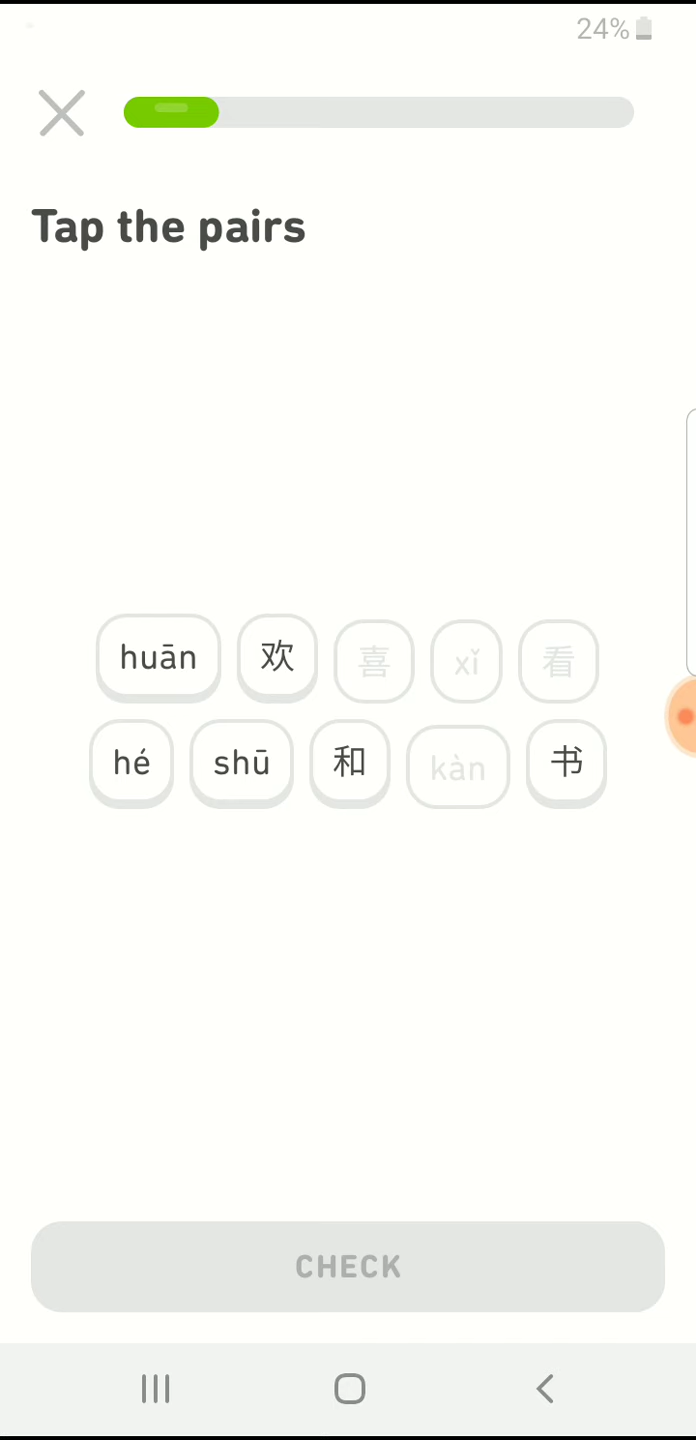 24%
Tap the pairs
huān 欢 喜 xǐ 看
hé shū 和 kàn 书
CHECK